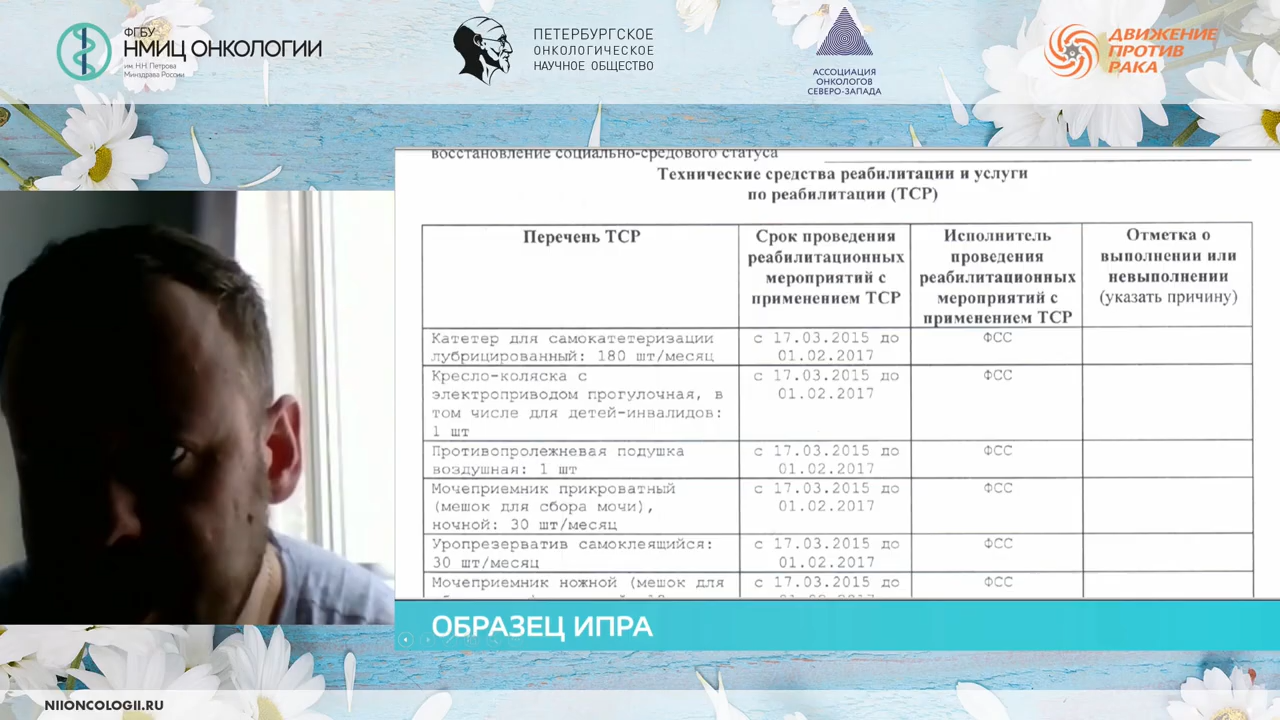 ФГБУ
НМИЦ ОНКОЛОГИИ
им. Н.Н. Петрова
Минздрава России
ПЕТЕРБУРГСКОЕ
ОНКОЛОГИЧЕСКОЕ
НАУЧНОЕ ОБЩЕСТВО
АССОЦИАЦИЯ
ОНКОЛОГОВ
СЕВЕРО-ЗАПАДА
ДВИЖЕНИЕ
ПРОТИВ
РАКА
восстановление социально-средового статуса
Технические средства реабилитации и услуги
по реабилитации (ТСР)
Перечень ТСР
Срок проведения
реабилитационных
мероприятий с
применением ТСР
Исполнитель
проведения
реабилитационных
мероприятий с
применением ТСР
Отметка о
выполнении или
невыполнении
(указать причину)
Катетер для самокатетеризации
лубрицированный: 180 шт/месяц
с 17.03.2015 до
01.02.2017
ФСС
Кресло-коляска с
электроприводом прогулочная, в
том числе для детей-инвалидов:
1 шт
с 17.03.2015 до
01.02.2017
ФСС
Противопролежневая подушка
воздушная: 1 шт
с 17.03.2015 до
01.02.2017
ФСС
Мочеприемник прикроватный
(мешок для сбора мочи),
ночной: 30 шт/месяц
с 17.03.2015 до
01.02.2017
ФСС
Уропрезерватив самоклеящийся:
30 шт/месяц
с 17.03.2015 до
01.02.2017
ФСС
Мочеприемник ножной (мешок для
с 17.03.2015 до
ФСС
ОБРАЗЕЦ ИПРА
NIIONCOLOGII.RU